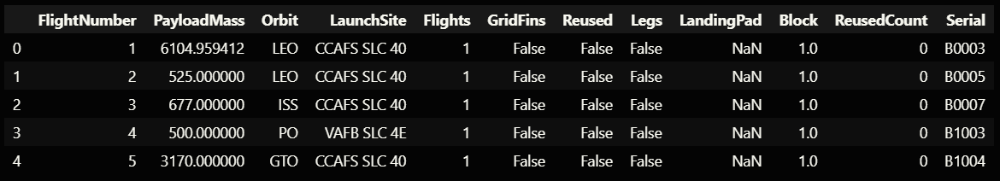 FlightNumber PayloadMass Orbit LaunchSite Flights GridFins Reused Legs LandingPad Block ReusedCount Serial
0 1 6104.959412 LEO CCAFS SLC 40 1 False False False NaN 1.0 0 B0003
1 2 525.000000 LEO CCAFS SLC 40 1 False False False NaN 1.0 0 B0005
2 3 677.000000 ISS CCAFS SLC 40 1 False False False NaN 1.0 0 B0007
3 4 500.000000 PO VAFB SLC 4E 1 False False False NaN 1.0 0 B1003
4 5 3170.000000 GTO CCAFS SLC 40 1 False False False NaN 1.0 0 B1004